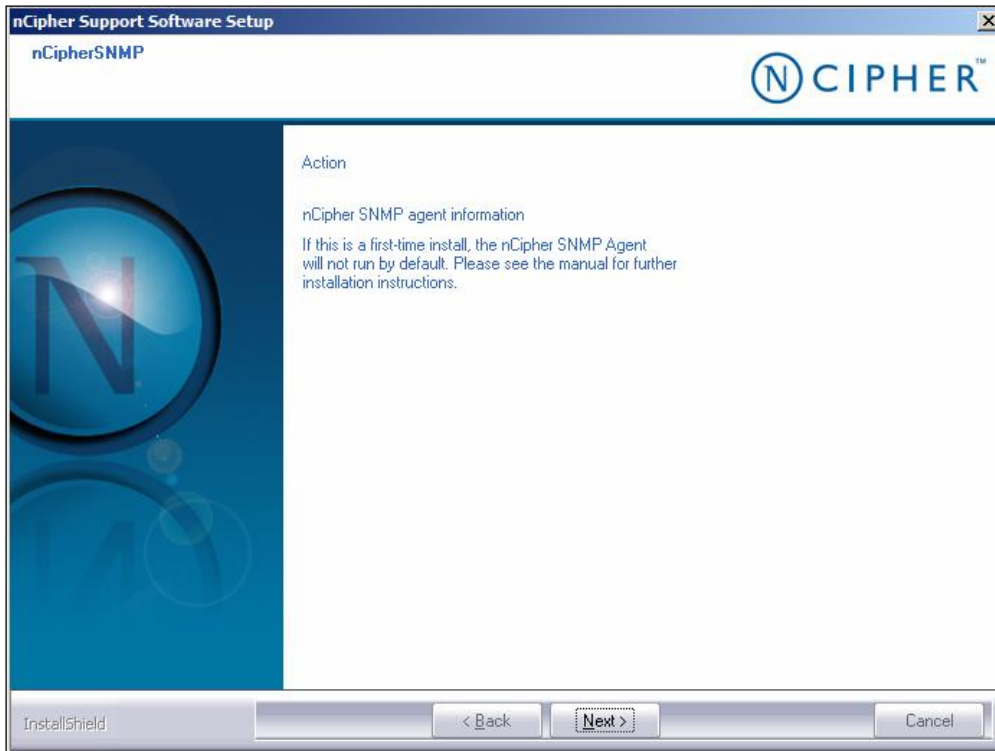 nCipher Support Software Setup
nCipherSNMP
N CIPHER™
Action
nCipher SNMP agent information
If this is a first-time install, the nCipher SNMP Agent
will not run by default. Please see the manual for further
installation instructions.
N
InstallShield
< Back
Next >
Cancel